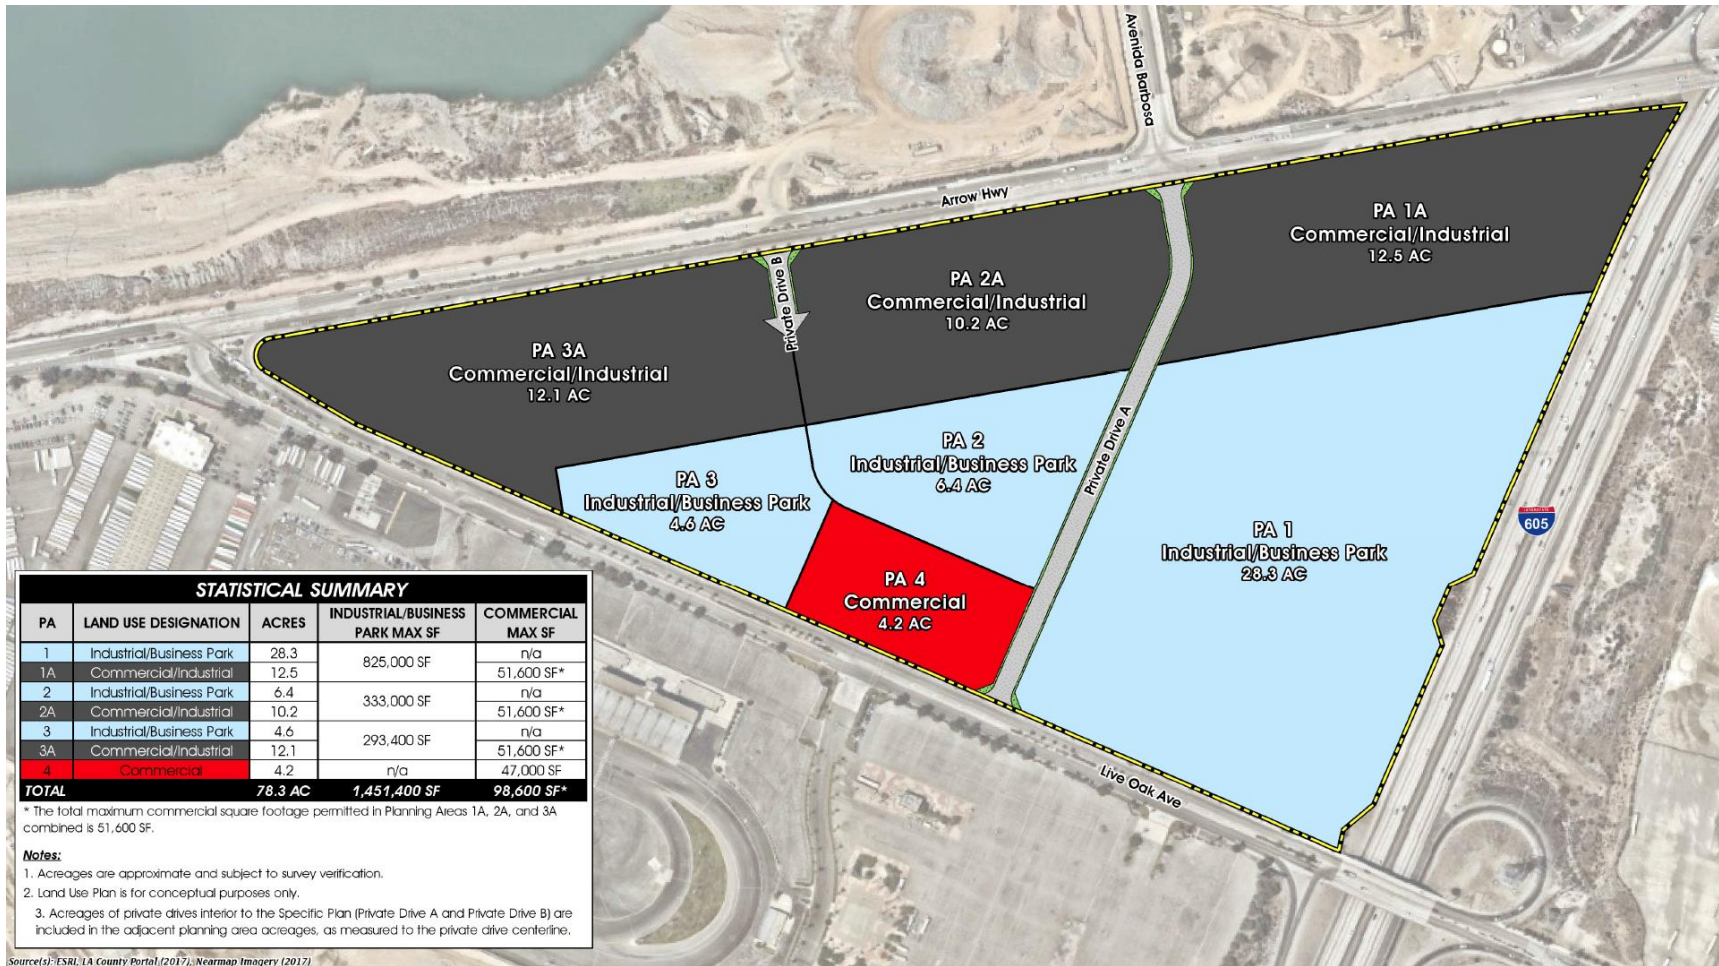 Avenida Barbosa
Arrow Hwy
PA 1A
Commercial/Industrial
12.5 AC
PA 2A
Commercial/Industrial
10.2 AC
Private Drive B
PA 3A
Commercial/Industrial
12.1 AC
Private Drive A
PA 2
Industrial/Business Park
6.4 AC
PA 3
Industrial/Business Park
4.6 AC
PA 1
Industrial/Business Park
28.3 AC
INTERSTATE
605
PA 4
Commercial
4.2 AC
Live Oak Ave
STATISTICAL SUMMARY
PA LAND USE DESIGNATION ACRES INDUSTRIAL/BUSINESS PARK MAX SF COMMERCIAL MAX SF
1 Industrial/Business Park 28.3 825,000 SF n/a
1A Commercial/Industrial 12.5 51,600 SF*
2 Industrial/Business Park 6.4 333,000 SF n/a
2A Commercial/Industrial 10.2 51,600 SF*
3 Industrial/Business Park 4.6 293,400 SF n/a
3A Commercial/Industrial 12.1 51,600 SF*
4 Commercial 4.2 n/a 47,000 SF
TOTAL 78.3 AC 1,451,400 SF 98,600 SF*
* The total maximum commercial square footage permitted in Planning Areas 1A, 2A, and 3A
combined is 51,600 SF.
Notes:
1. Acreages are approximate and subject to survey verification.
2. Land Use Plan is for conceptual purposes only.
3. Acreages of private drives interior to the Specific Plan (Private Drive A and Private Drive B) are
included in the adjacent planning area acreages, as measured to the private drive centerline.
Source(s): ESRI, LA County Portal (2017), Nearmap Imagery (2017)